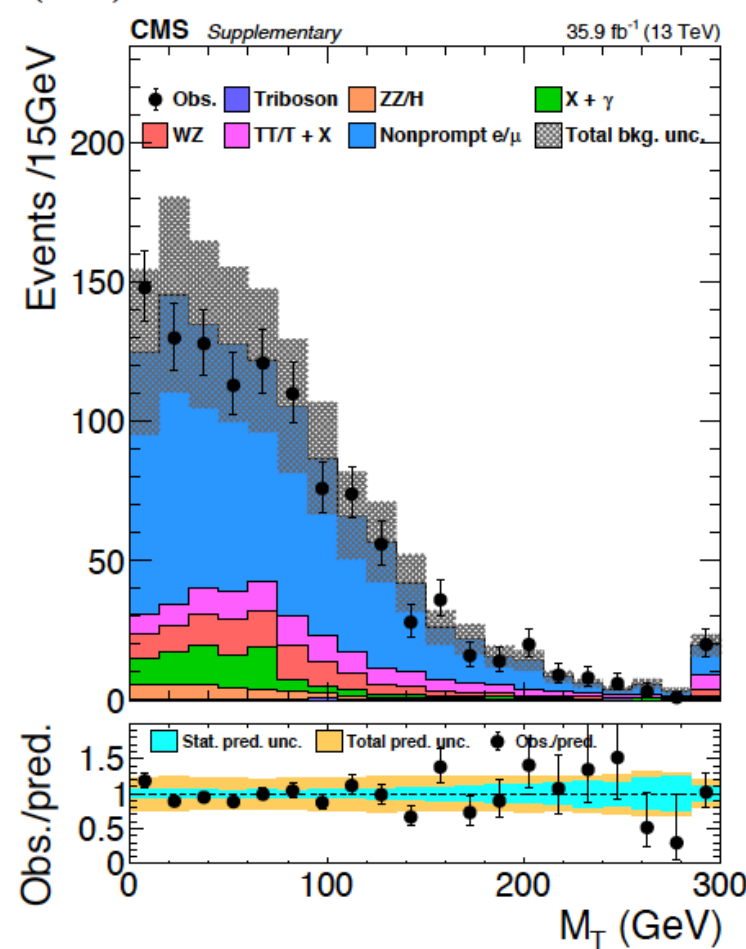 CMS Supplementary 35.9 fb⁻¹ (13 TeV)
Obs. Triboson ZZ/H X + γ
WZ TT/T + X Nonprompt e/μ Total bkg. unc.
Events /15GeV
200
150
100
50
0
Stat. pred. unc. Total pred. unc. Obs./pred.
Obs./pred.
1.5
1
0.5
0
0 100 200 300
M_T (GeV)